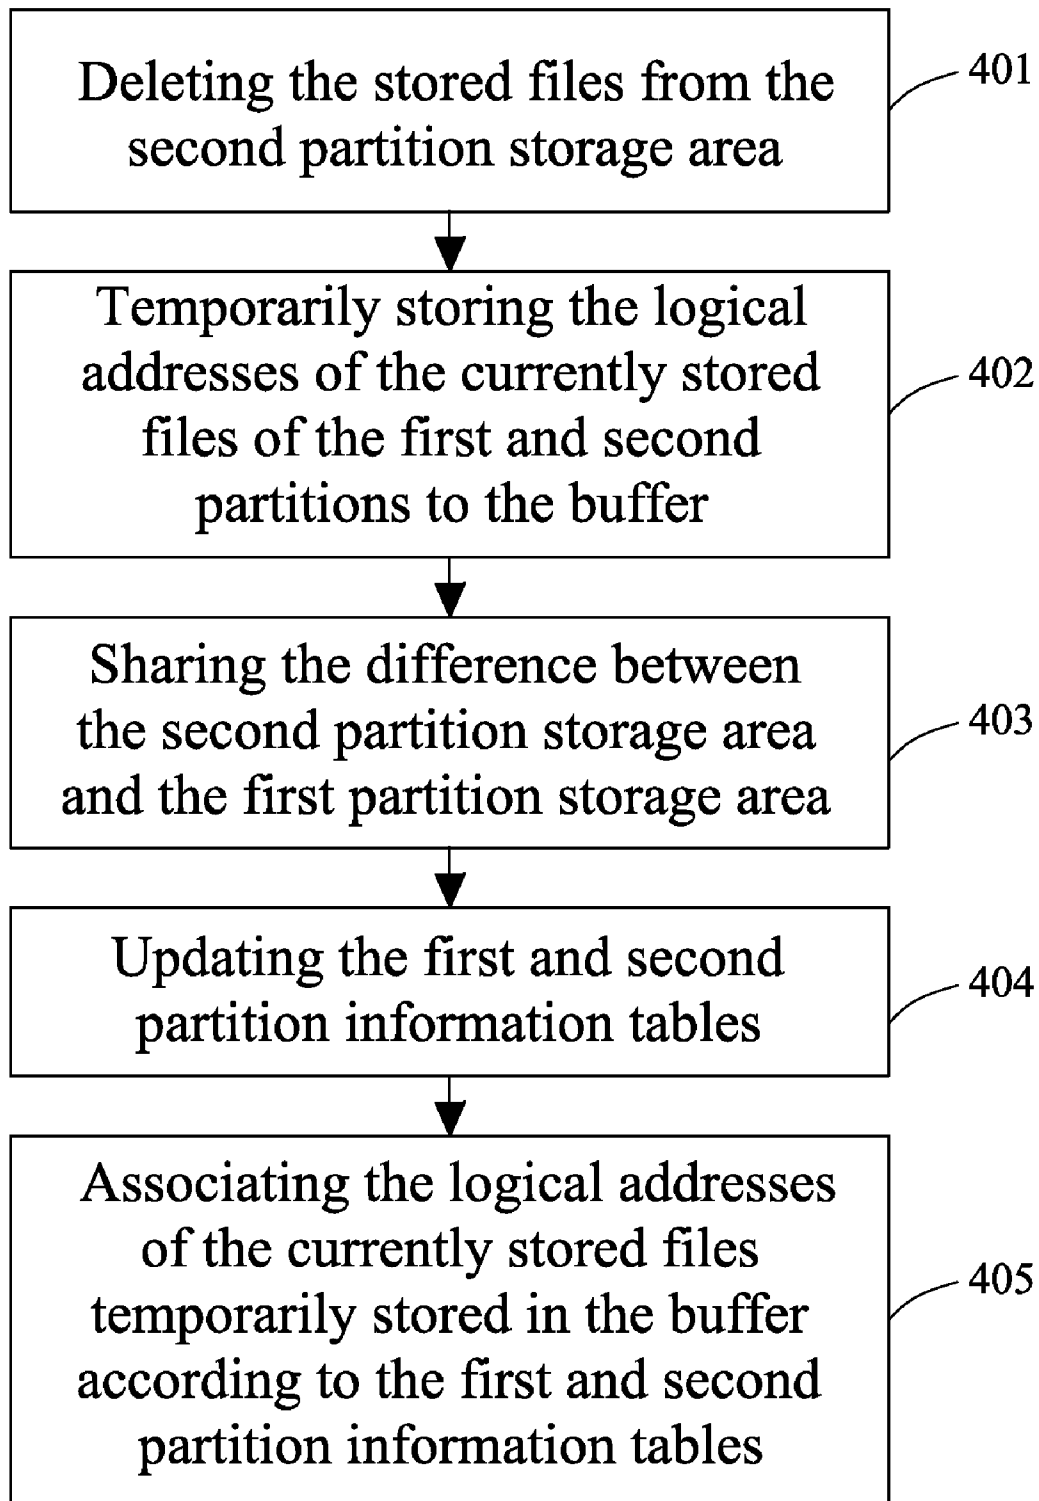 Deleting the stored files from the
second partition storage area
401
Temporarily storing the logical
addresses of the currently stored
files of the first and second
partitions to the buffer
402
Sharing the difference between
the second partition storage area
and the first partition storage area
403
Updating the first and second
partition information tables
404
Associating the logical addresses
of the currently stored files
temporarily stored in the buffer
according to the first and second
partition information tables
405